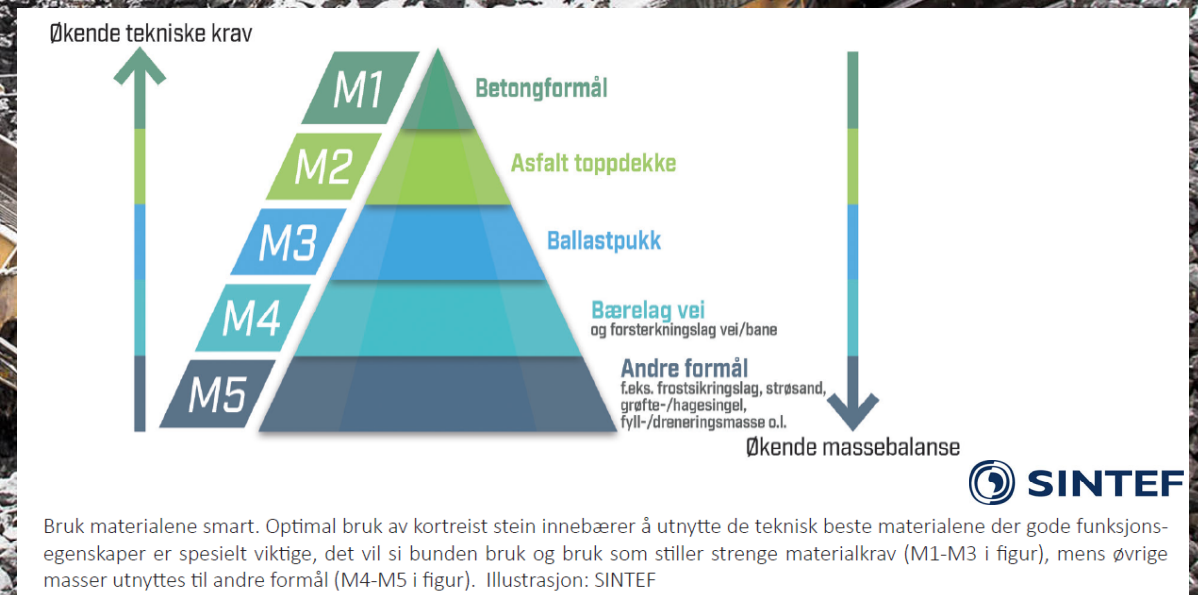 Økende tekniske krav
M1
Betongformål
M2
Asfalt toppdekke
M3
Ballastpukk
M4
Bærelag vei
og forsterkningslag vei/bane
M5
Andre formål
f.eks. frostsikringslag, strøsand,
grøfte-/hagesingel,
fyll-/dreneringsmasse o.l.
Økende massebalanse
SINTEF
Bruk materialene smart. Optimal bruk av kortreist stein innebærer å utnytte de teknisk beste materialene der gode funksjons-
egenskaper er spesielt viktige, det vil si bunden bruk og bruk som stiller strenge materialkrav (M1-M3 i figur), mens øvrige
masser utnyttes til andre formål (M4-M5 i figur). Illustrasjon: SINTEF